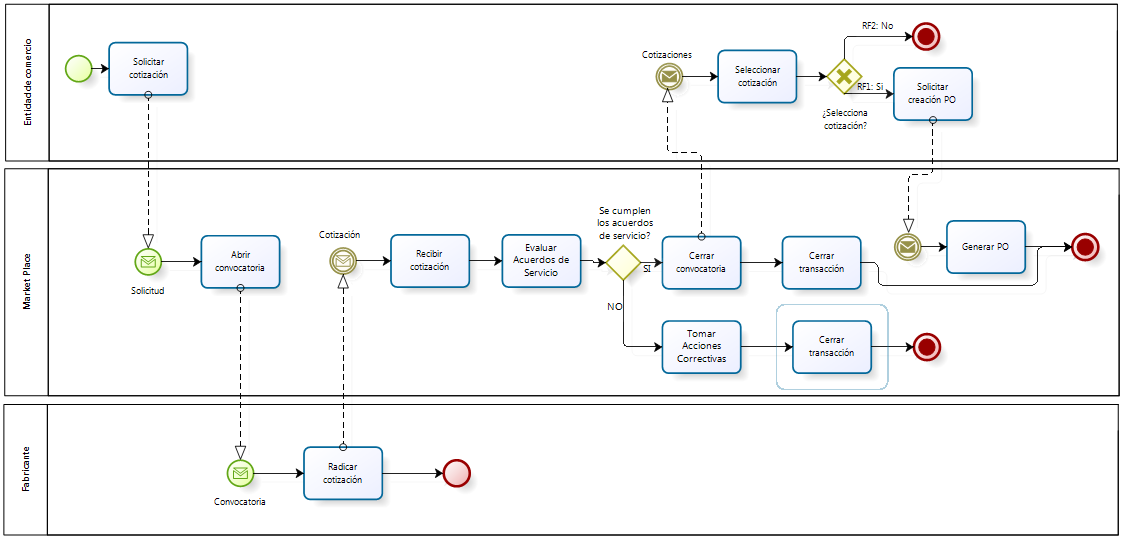 Entidad de comercio
Solicitar
cotización
Cotizaciones
Seleccionar
cotización
RF2: No
RF1: Si
¿Selecciona
cotización?
Solicitar
creación PO
Market Place
Solicitud
Abrir
convocatoria
Cotización
Recibir
cotización
Evaluar
Acuerdos de
Servicio
Se cumplen
los acuerdos
de servicio?
SI
NO
Cerrar
convocatoria
Cerrar
transacción
Generar PO
Tomar
Acciones
Correctivas
Cerrar
transacción
Fabricante
Convocatoria
Radicar
cotización